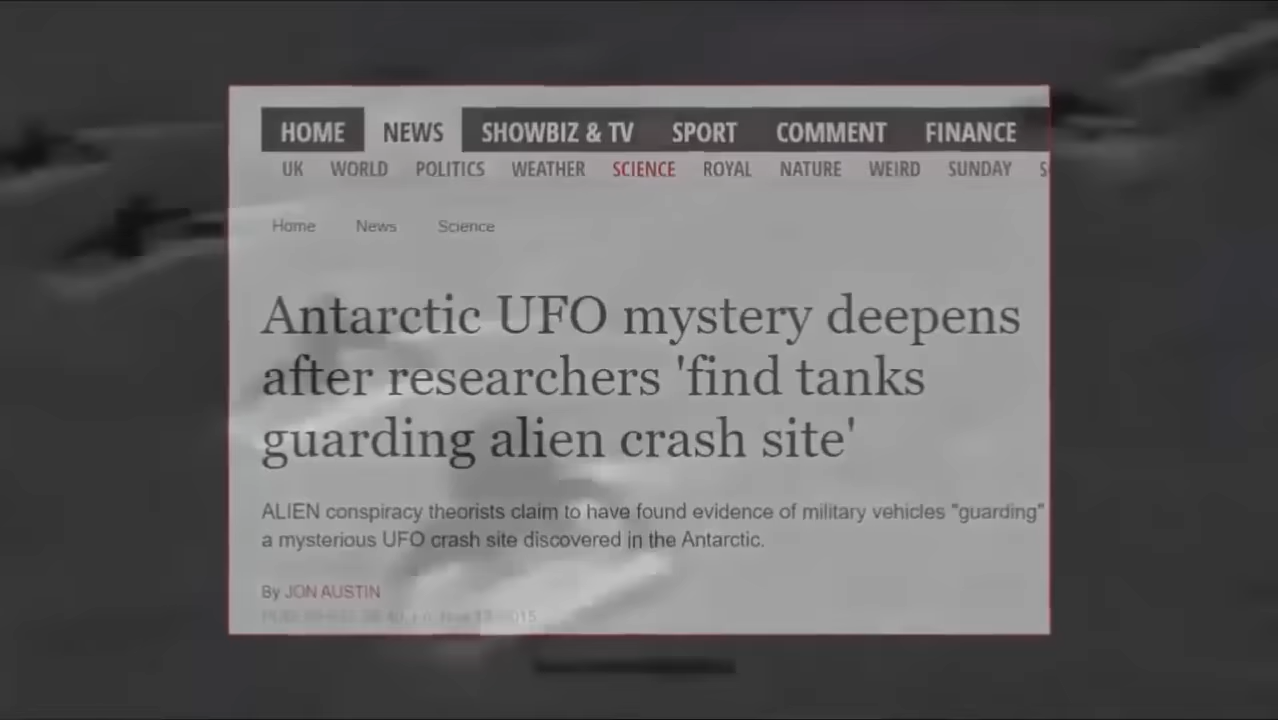 HOME NEWS SHOWBIZ & TV SPORT COMMENT FINANCE
UK WORLD POLITICS WEATHER SCIENCE ROYAL NATURE WEIRD SUNDAY
Home News Science
Antarctic UFO mystery deepens
after researchers 'find tanks
guarding alien crash site'
ALIEN conspiracy theorists claim to have found evidence of military vehicles "guarding"
a mysterious UFO crash site discovered in the Antarctic.
By JON AUSTIN